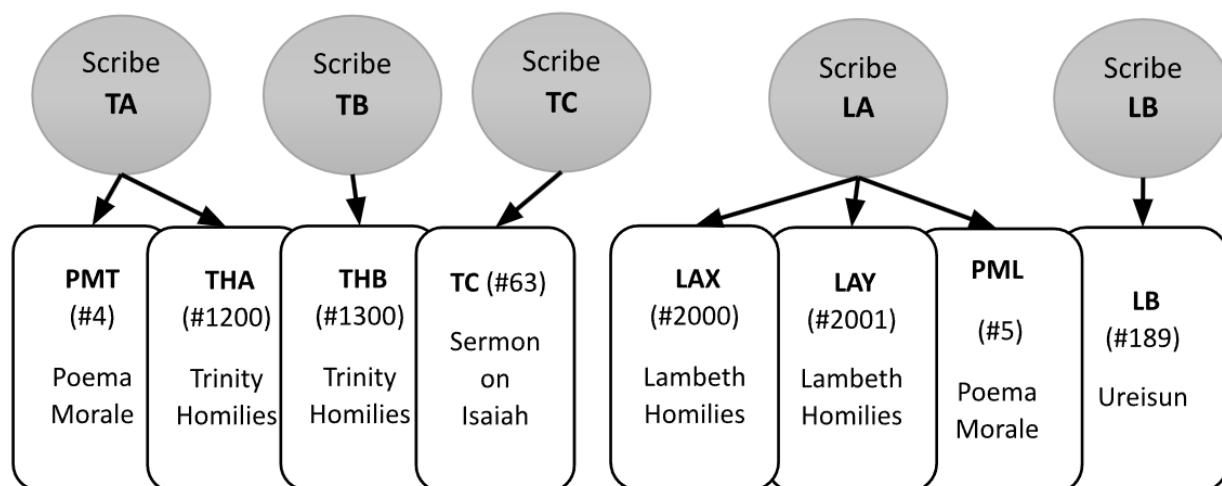 Scribe
TA
Scribe
TB
Scribe
TC
Scribe
LA
Scribe
LB
PMT
(#4)
Poema
Morale
THA
(#1200)
Trinity
Homilies
THB
(#1300)
Trinity
Homilies
TC (#63)
Sermon
on
Isaiah
LAX
(#2000)
Lambeth
Homilies
LAY
(#2001)
Lambeth
Homilies
PML
(#5)
Poema
Morale
LB
(#189)
Ureisun